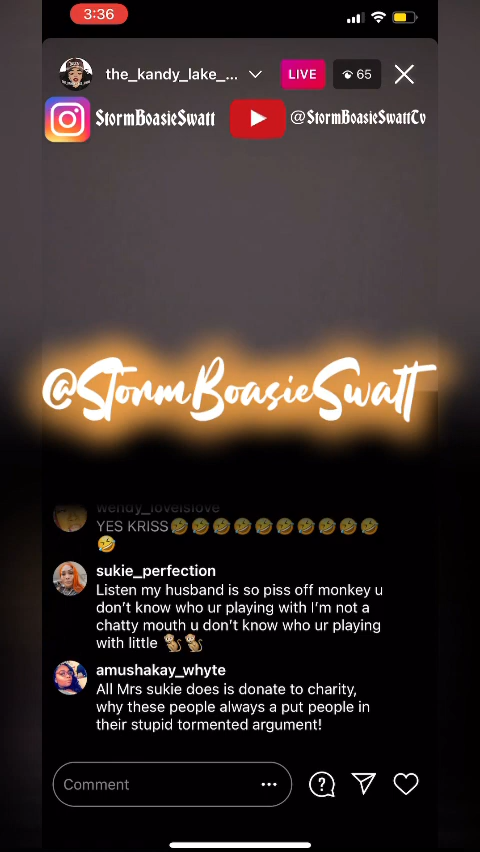 3:36
the_kandy_lake_...
LIVE
65
StormBoasieSwatt
@StormBoasieSwattTv
@StormBoasieSwatt
wendy_loveislove
YES KRISS🤣🤣🤣🤣🤣🤣🤣🤣🤣🤣
🤣
sukie_perfection
Listen my husband is so piss off monkey u
don't know who ur playing with I'm not a
chatty mouth u don't know who ur playing
with little 🐒🐒
amushakay_whyte
All Mrs sukie does is donate to charity,
why these people always a put people in
their stupid tormented argument!
Comment